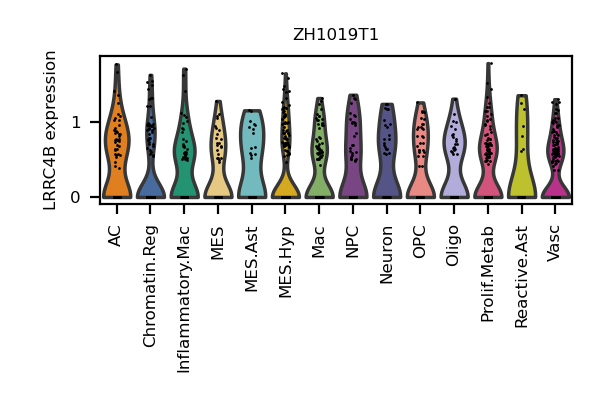 ZH1019T1
LRRC4B expression
1
0
AC
Chromatin.Reg
Inflammatory.Mac
MES
MES.Ast
MES.Hyp
Mac
NPC
Neuron
OPC
Oligo
Prolif.Metab
Reactive.Ast
Vasc